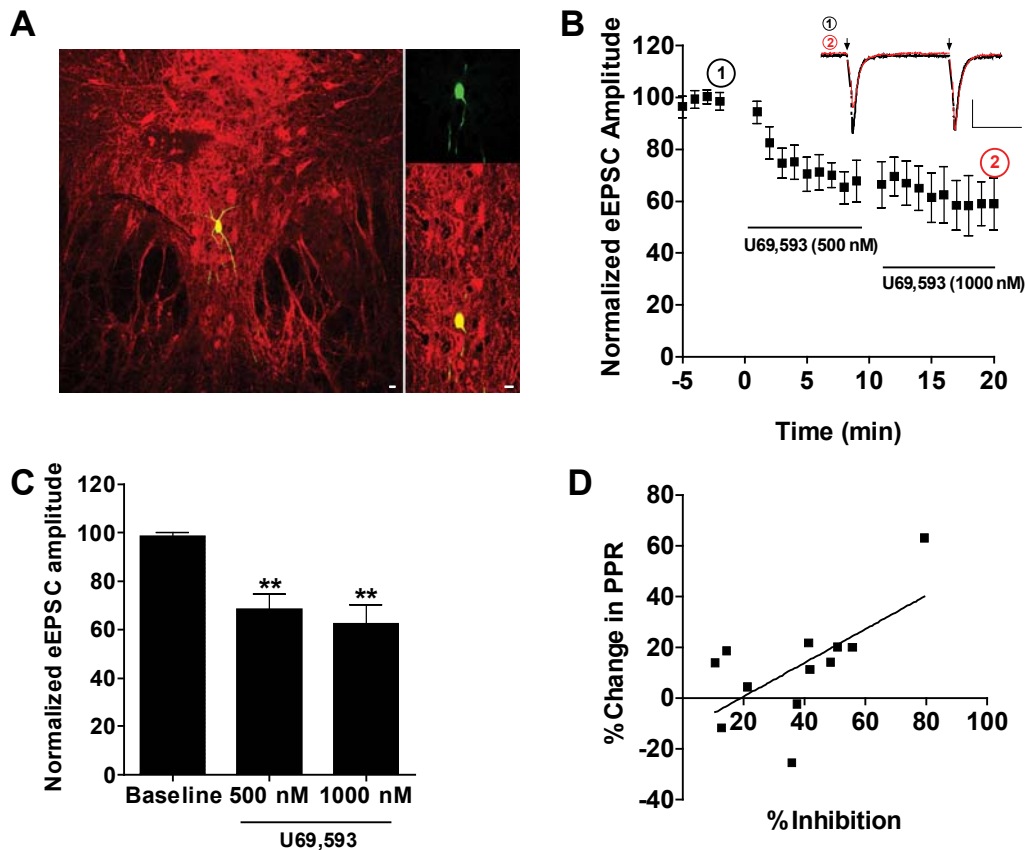 A
B
Normalized eEPSC Amplitude
120
100
80
60
40
20
0
-5
0
5
10
15
20
Time (min)
1
2
1
2
U69,593 (500 nM)
U69,593 (1000 nM)
C
Normalized eEPSC amplitude
120
100
80
60
40
20
0
**
**
Baseline 500 nM 1000 nM
U69,593
D
%Change in PPR
80
60
40
20
0
-20
-40
20
40
60
80
100
%Inhibition